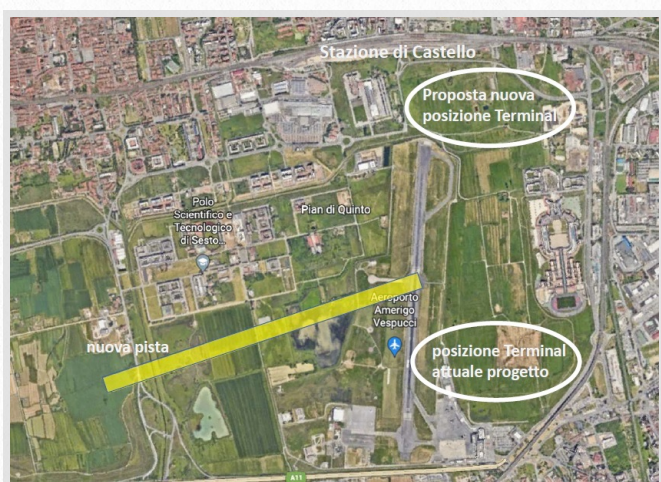 Stazione di Castello
Proposta nuova
posizione Terminal
Polo
Scientifico e
Tecnologico
di Sesto...
Pian di Quinto
Aeroporto
Amerigo
Vespucci
nuova pista
posizione Terminal
attuale progetto
A11